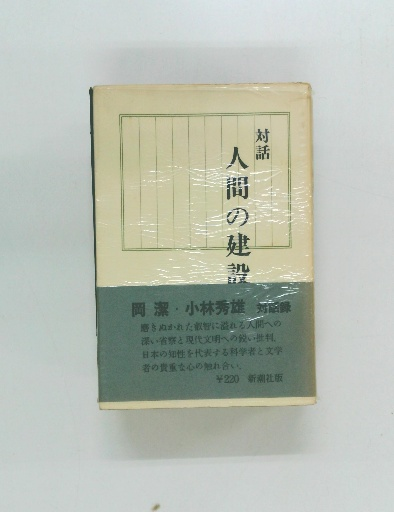 対話
人間の建設
岡潔・小林秀雄 対話録
磨きぬかれた叡智に溢れる人間への
深い省察と現代文明への鋭い批判。
日本の知性を代表する科学者と文学
者の貴重な心の触れ合い。
¥220 新潮社版